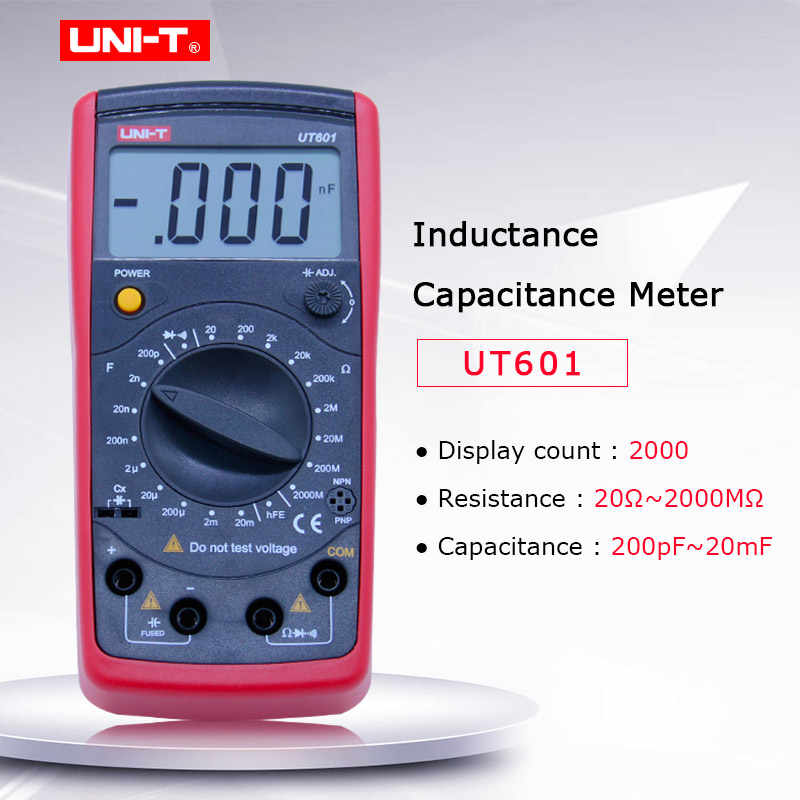 UNI-T®
UNI-T
UT601
-.000 nF
POWER
ADJ.
20 200 2k 20k 200k 2M 20M 200M 2000M
Ω
F
200p 2n 20n 200n 2μ 20μ 200μ 2m 20m
hFE
NPN
PNP
Cx
CE
Do not test voltage
COM
+
−
FUSED
Ω
Inductance
Capacitance Meter
UT601
● Display count : 2000
● Resistance : 20Ω~2000MΩ
● Capacitance : 200pF~20mF